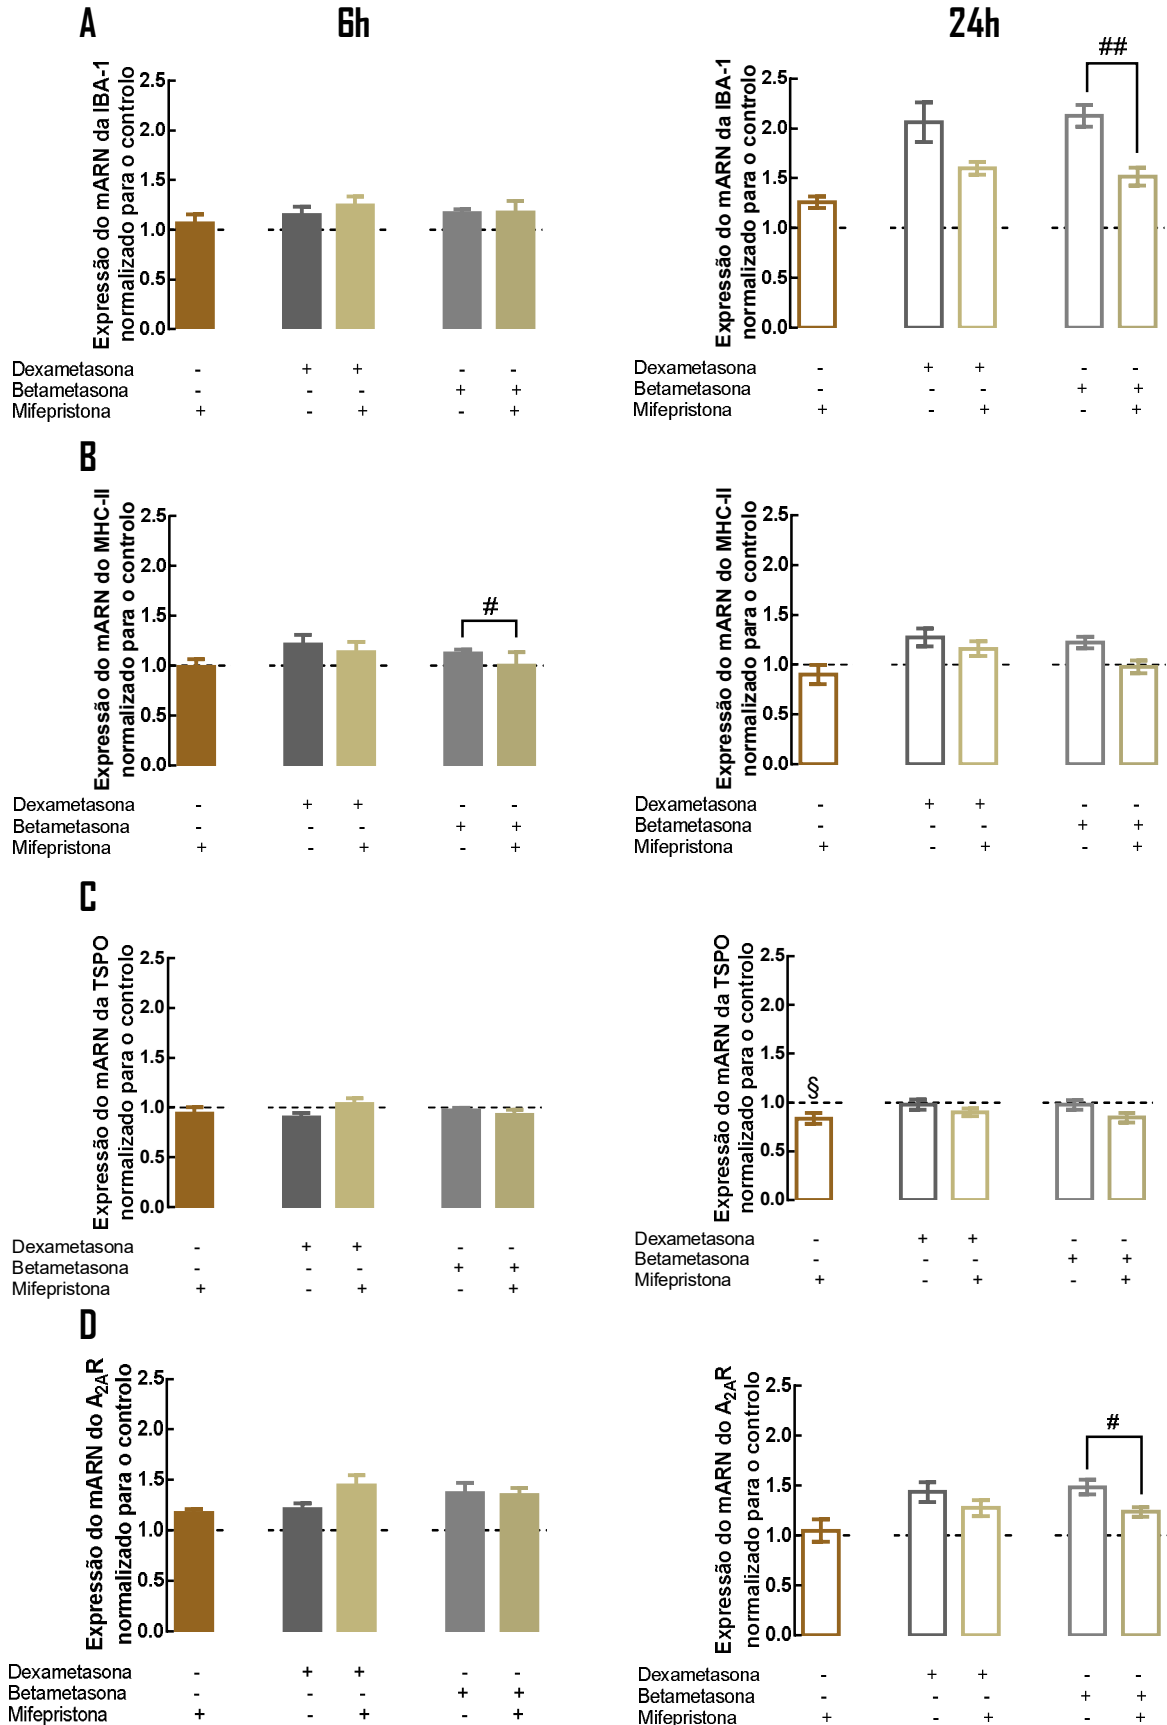 A 6h 24h
##
Expressão do mARN da IBA-1
normalizado para o controlo
2.5
2.0
1.5
1.0
0.5
0.0
Dexametasona - + + - -
Betametasona - - - + +
Mifepristona + - + - +
Expressão do mARN da IBA-1
normalizado para o controlo
2.5
2.0
1.5
1.0
0.5
0.0
Dexametasona - + + - -
Betametasona - - - + +
Mifepristona + - + - +
B
Expressão do mARN do MHC-II
normalizado para o controlo
2.5
2.0
1.5
1.0
0.5
0.0
#
Dexametasona - + + - -
Betametasona - - - + +
Mifepristona + - + - +
Expressão do mARN do MHC-II
normalizado para o controlo
2.5
2.0
1.5
1.0
0.5
0.0
Dexametasona - + + - -
Betametasona - - - + +
Mifepristona + - + - +
C
Expressão do mARN da TSPO
normalizado para o controlo
2.5
2.0
1.5
1.0
0.5
0.0
Dexametasona - + + - -
Betametasona - - - + +
Mifepristona + - + - +
Expressão do mARN da TSPO
normalizado para o controlo
2.5
2.0
1.5
1.0
0.5
0.0
§
Dexametasona - + + - -
Betametasona - - - + +
Mifepristona + - + - +
D
Expressão do mARN do A2AR
normalizado para o controlo
2.5
2.0
1.5
1.0
0.5
0.0
Dexametasona - + + - -
Betametasona - - - + +
Mifepristona + - + - +
Expressão do mARN do A2AR
normalizado para o controlo
2.5
2.0
1.5
1.0
0.5
0.0
#
Dexametasona - + + - -
Betametasona - - - + +
Mifepristona + - + - +